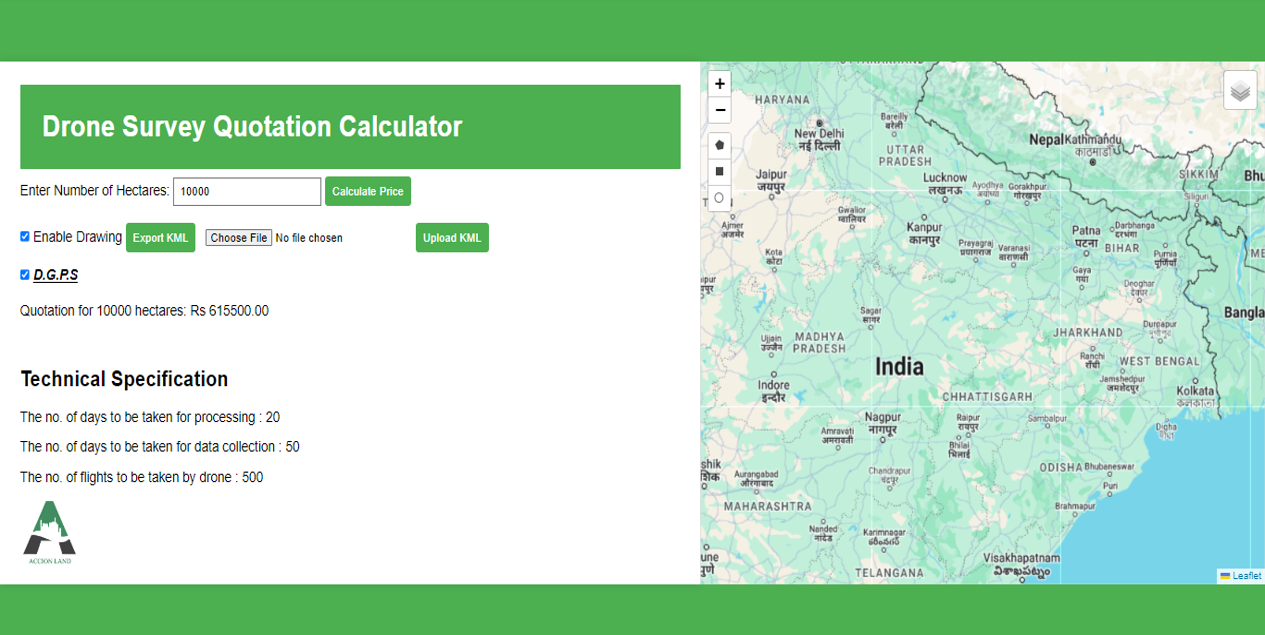 Drone Survey Quotation Calculator
Enter Number of Hectares: 10000 Calculate Price
Enable Drawing Export KML Choose File No file chosen Upload KML
D.G.P.S
Quotation for 10000 hectares: Rs 615500.00
Technical Specification
The no. of days to be taken for processing : 20
The no. of days to be taken for data collection : 50
The no. of flights to be taken by drone : 500
ACCION LAND
+
−
HARYANA
New Delhi
नई दिल्ली
Bareilly
बरेली
UTTAR
PRADESH
Nepal
Kathmandu
काठमाडौँ
SIKKIM
Bhu
Siliguri
Jaipur
जयपुर
Lucknow
लखनऊ
Ayodhya
अयोध्या
Gorakhpur
गोरखपुर
Ajmer
अजमेर
Gwalior
ग्वालियर
Kanpur
कानपुर
Prayagraj
प्रयागराज
Varanasi
वाराणसी
Patna
पटना
Darbhanga
दरभंगा
BIHAR
Purnia
पूर्णिया
ME
Kota
कोटा
Gaya
गया
Deoghar
देवघर
ipur
यपुर
Sagar
सागर
Bangla
Ujjain
उज्जैन
MADHYA
PRADESH
JHARKHAND
Durgapur
Ranchi
राँची
WEST BENGAL
India
Indore
इन्दौर
Jamshedpur
जमशेदपुर
Kolkata
কলকাতা
CHHATTISGARH
Nagpur
नागपुर
Raipur
रायपुर
Sambalpur
Amravati
अमरावती
Bhilai
भिलाई
Digha
shik
शिक
Aurangabad
औरंगाबाद
Chandrapur
चंद्रपूर
ODISHA
Bhubaneswar
Puri
MAHARASHTRA
Brahmapur
Nanded
नांदेड
Karimnagar
కరీంనగర్
une
पुणे
TELANGANA
Visakhapatnam
విశాఖపట్నం
Leaflet